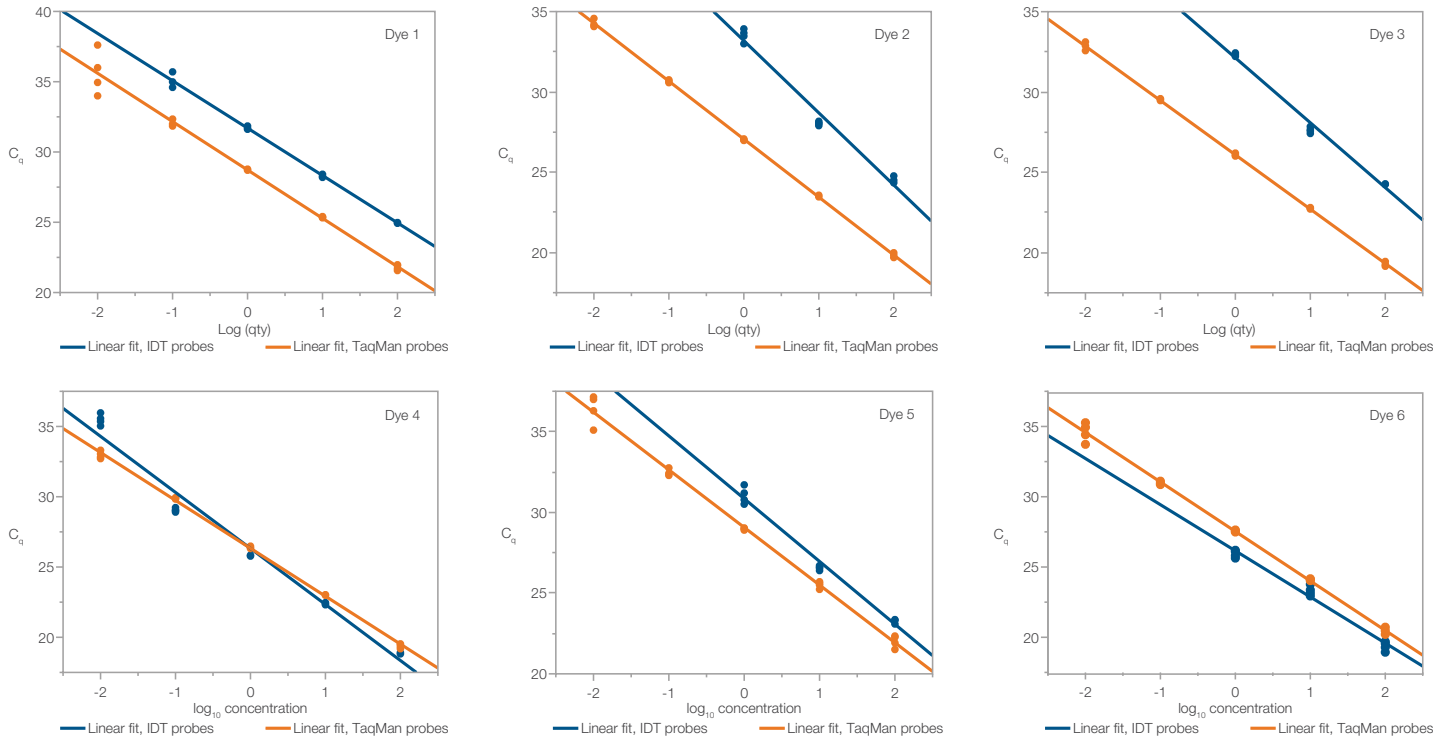 Dye 1
40
35
30
25
20
Cq
-2 -1 0 1 2
Log (qty)
Linear fit, IDT probes Linear fit, TaqMan probes
Dye 2
35
30
25
20
Cq
-2 -1 0 1 2
Log (qty)
Linear fit, IDT probes Linear fit, TaqMan probes
Dye 3
35
30
25
20
Cq
-2 -1 0 1 2
Log (qty)
Linear fit, IDT probes Linear fit, TaqMan probes
Dye 4
35
30
25
20
Cq
-2 -1 0 1 2
log10 concentration
Linear fit, IDT probes Linear fit, TaqMan probes
Dye 5
35
30
25
20
Cq
-2 -1 0 1 2
log10 concentration
Linear fit, IDT probes Linear fit, TaqMan probes
Dye 6
35
30
25
20
Cq
-2 -1 0 1 2
log10 concentration
Linear fit, IDT probes Linear fit, TaqMan probes